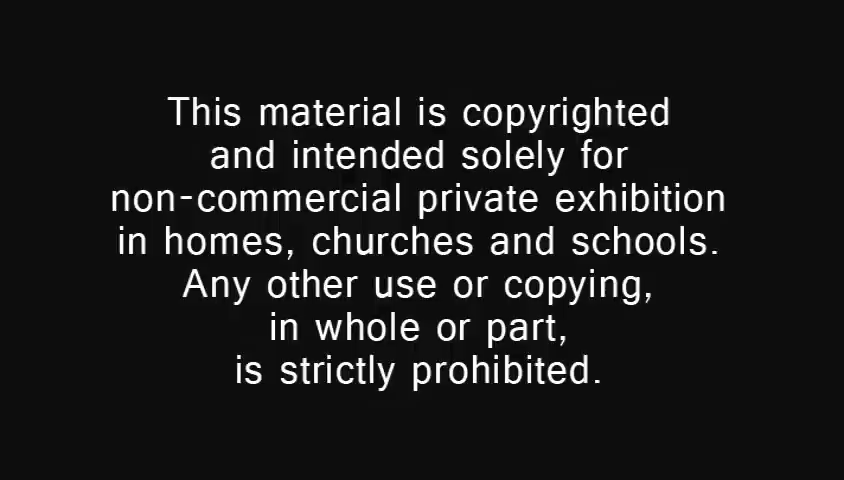 This material is copyrighted
and intended solely for
non-commercial private exhibition
in homes, churches and schools.
Any other use or copying,
in whole or part,
is strictly prohibited.